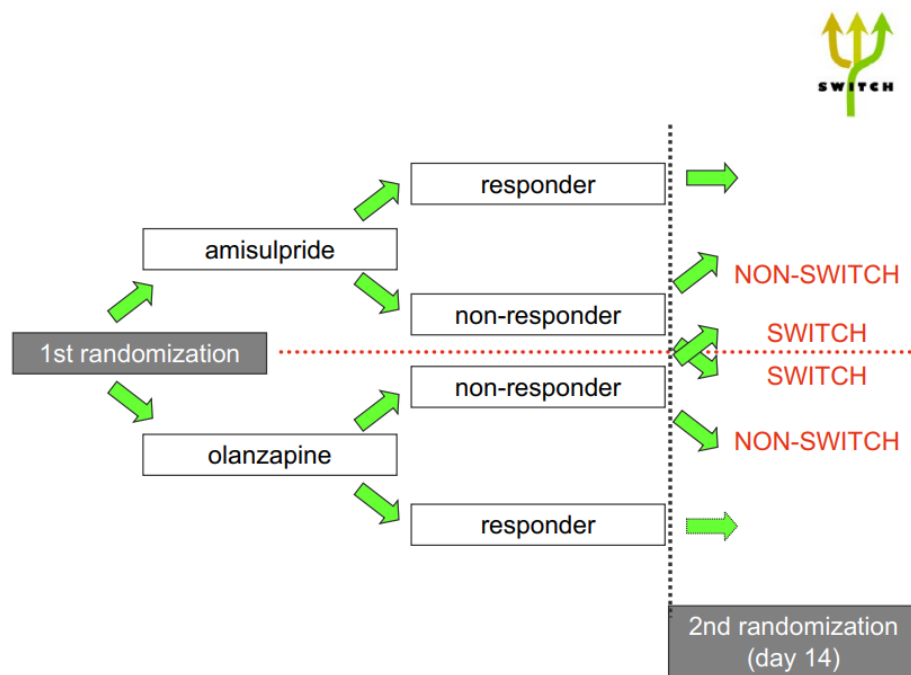 SWITCH
responder
amisulpride
NON-SWITCH
non-responder
SWITCH
1st randomization
SWITCH
non-responder
NON-SWITCH
olanzapine
responder
2nd randomization
(day 14)